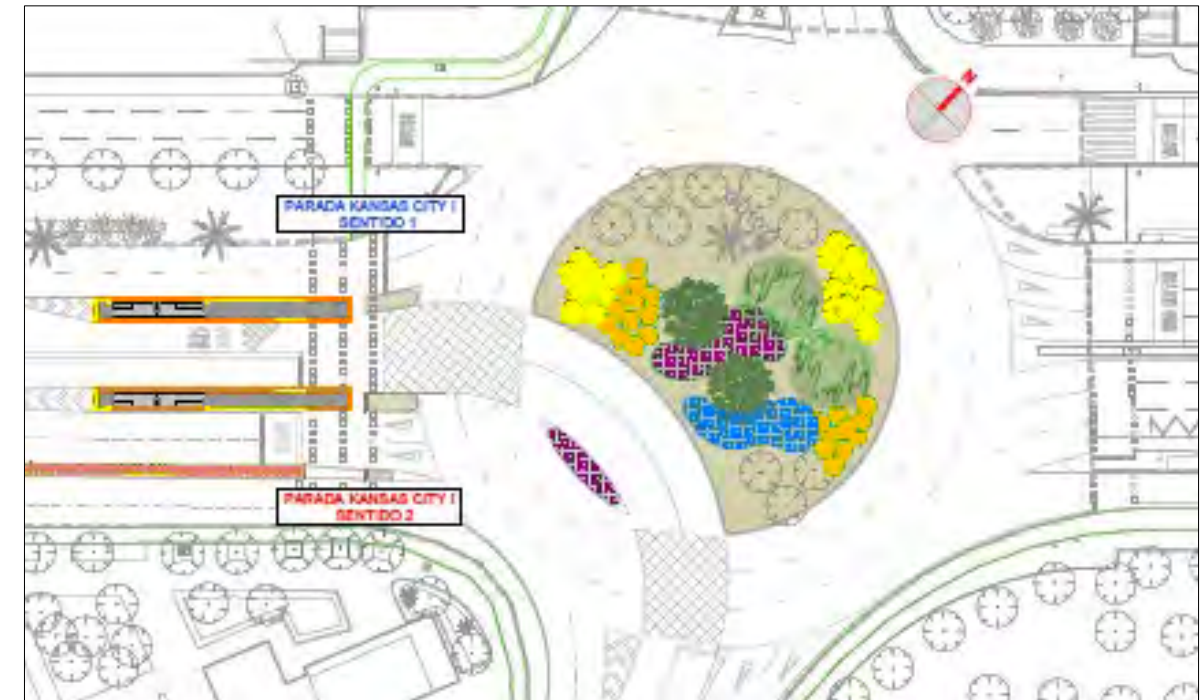 N
PARADA KANSAS CITY I
SENTIDO 1
PARADA KANSAS CITY I
SENTIDO 2